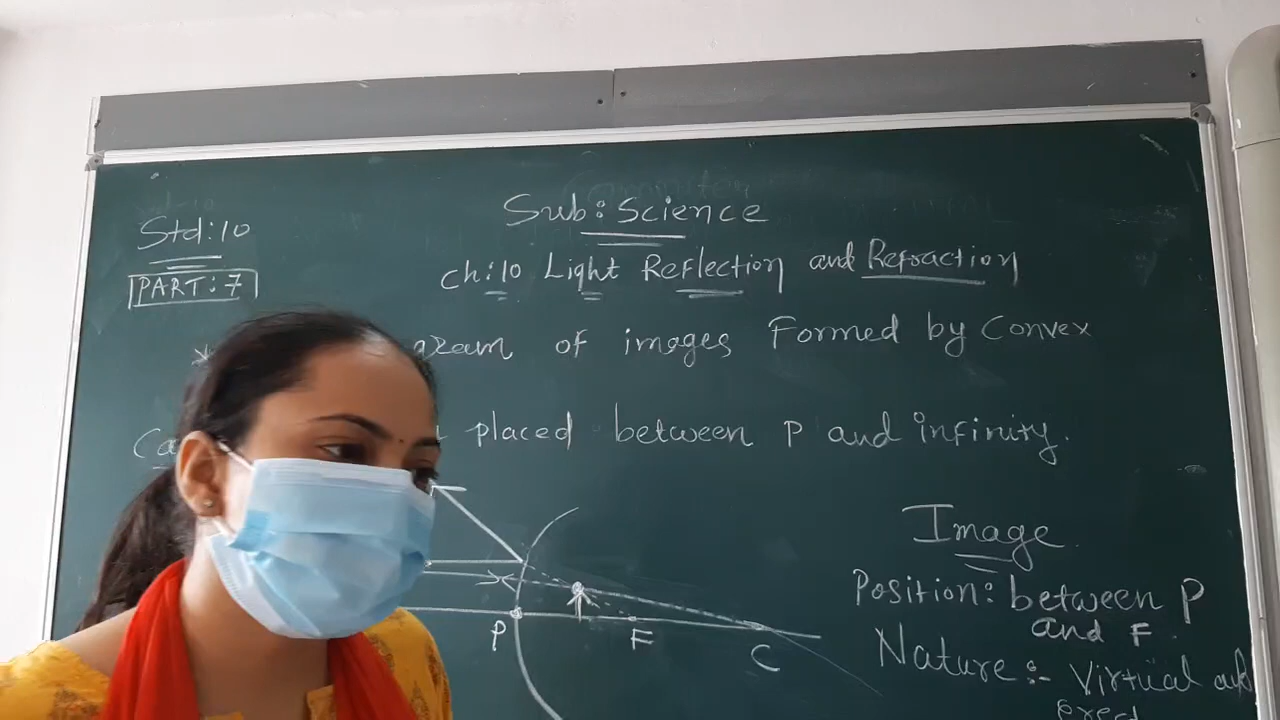 Sub: Science
Std: 10
Ch: 10 Light Reflection and Refraction
PART: 7
of images Formed by Convex
placed between P and infinity.
Image
Position: between P
and F
Nature :- Virtual
P
F
C